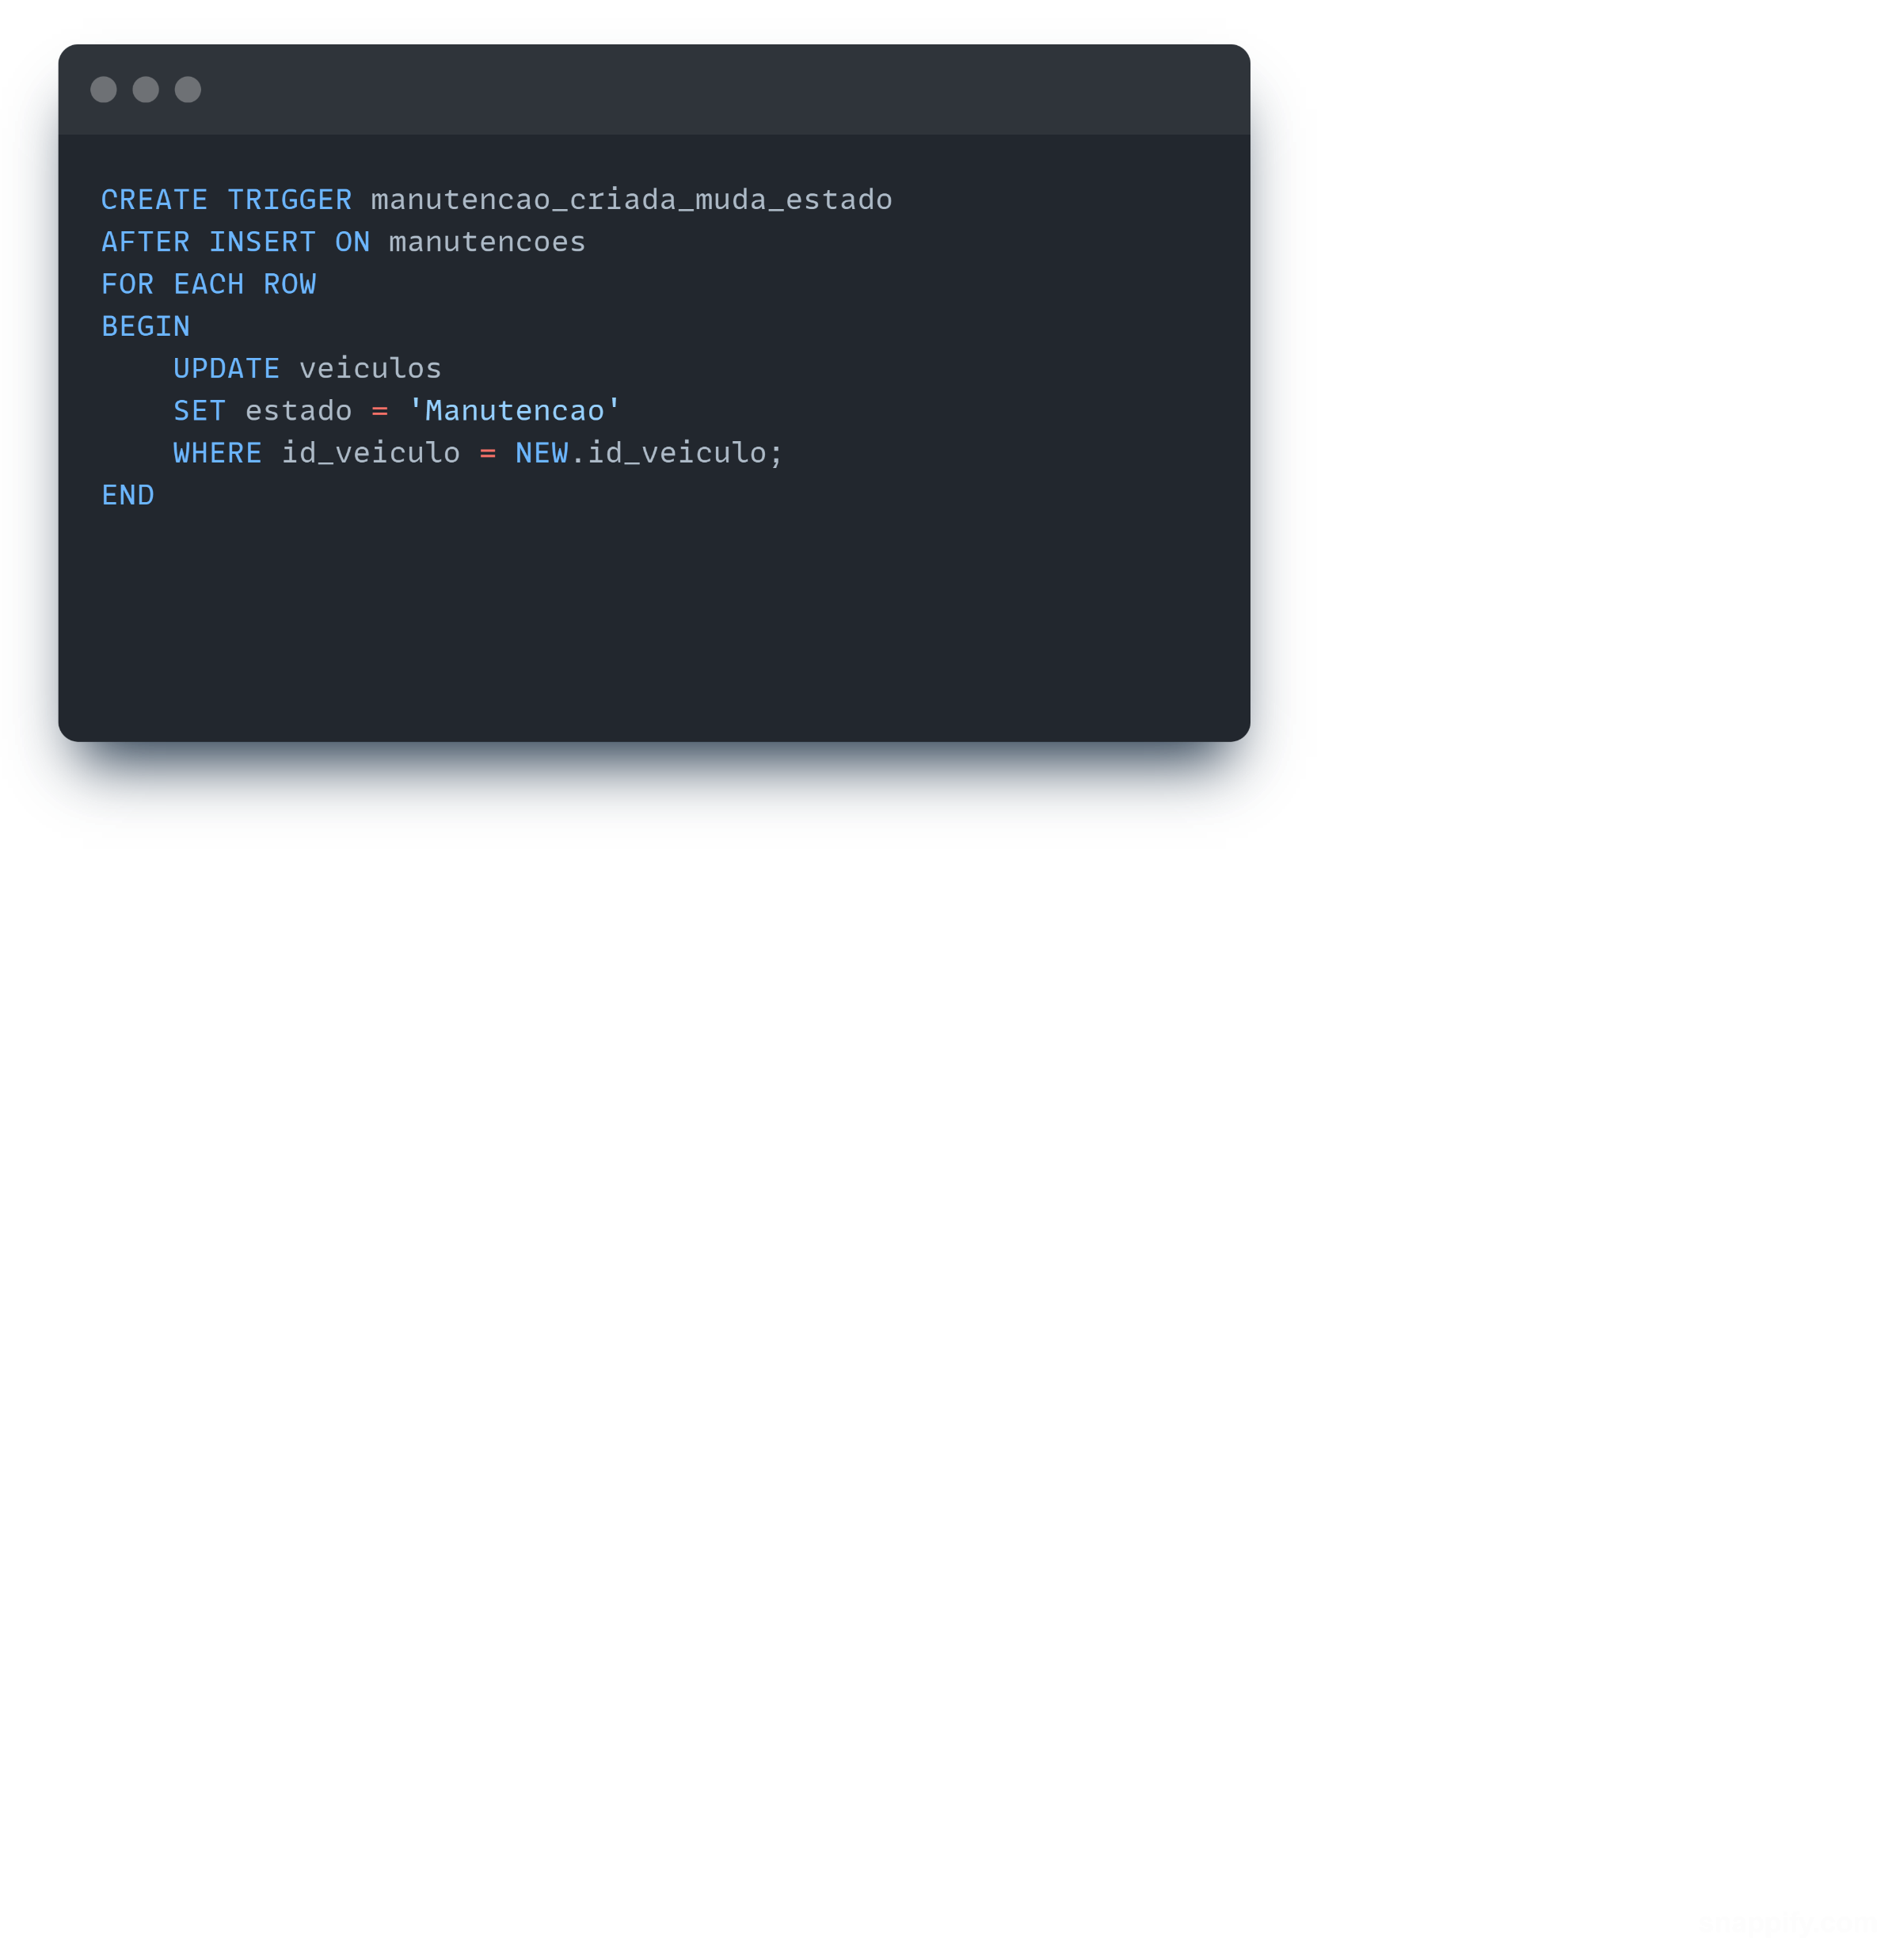 CREATE TRIGGER manutencao_criada_muda_estado
AFTER INSERT ON manutencoes
FOR EACH ROW
BEGIN
    UPDATE veiculos
    SET estado = 'Manutencao'
    WHERE id_veiculo = NEW.id_veiculo;
END